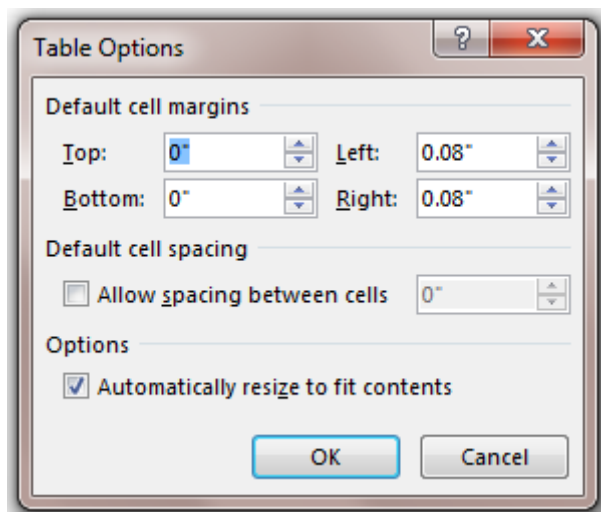 Table Options
Default cell margins
Top: 0" Left: 0.08"
Bottom: 0" Right: 0.08"
Default cell spacing
Allow spacing between cells 0"
Options
Automatically resize to fit contents
OK Cancel